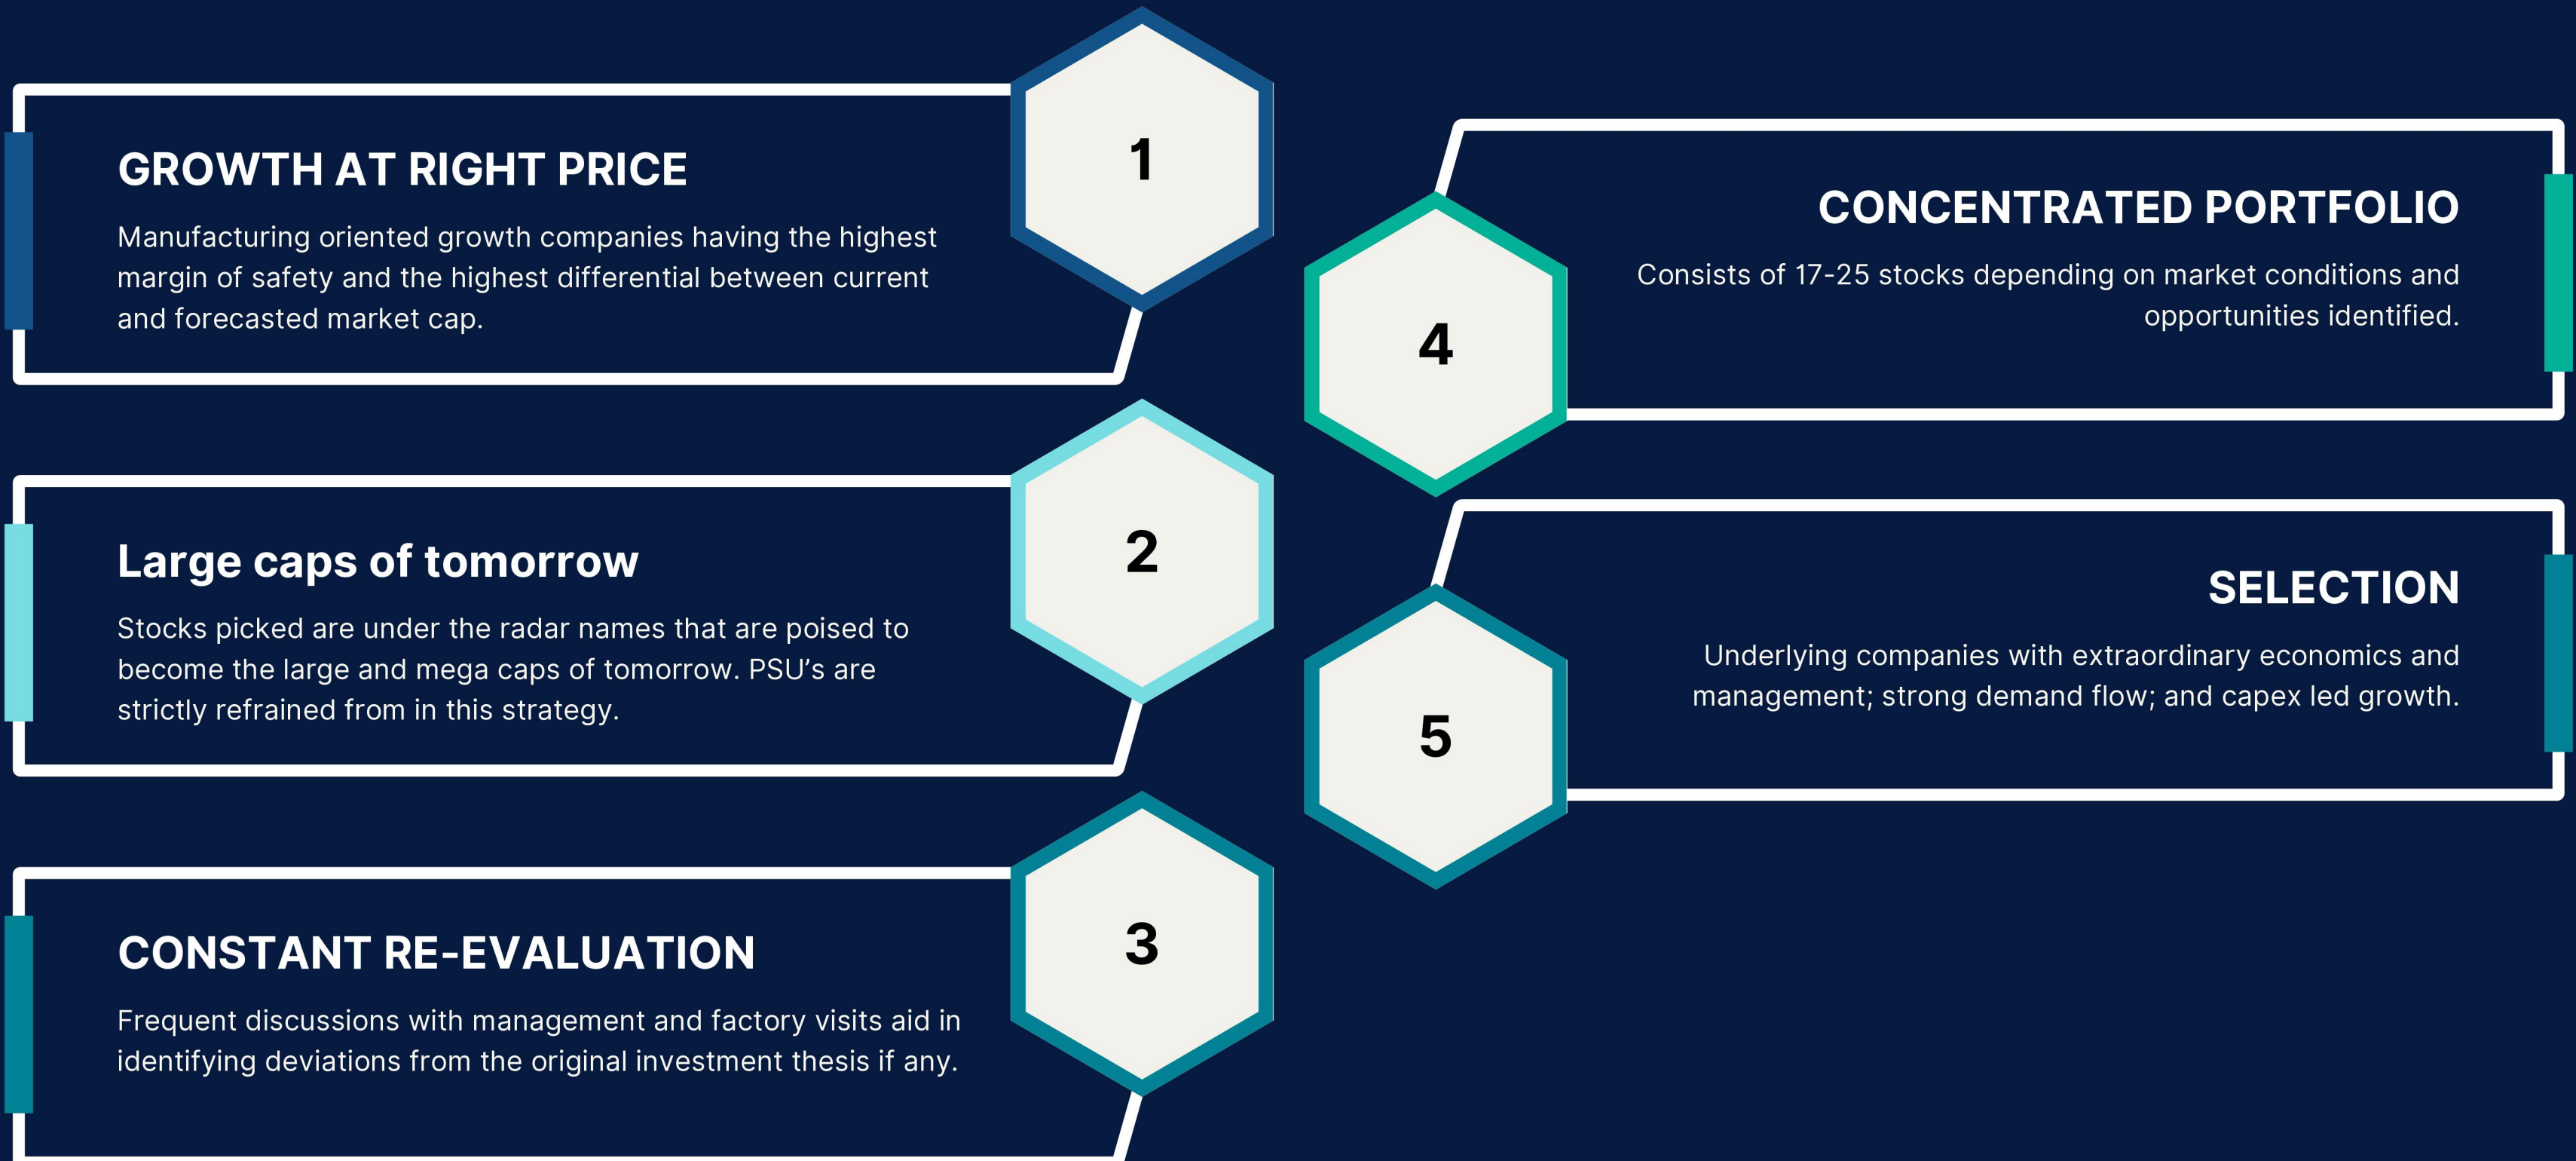 1
GROWTH AT RIGHT PRICE
Manufacturing oriented growth companies having the highest
margin of safety and the highest differential between current
and forecasted market cap.
2
Large caps of tomorrow
Stocks picked are under the radar names that are poised to
become the large and mega caps of tomorrow. PSU’s are
strictly refrained from in this strategy.
3
CONSTANT RE-EVALUATION
Frequent discussions with management and factory visits aid in
identifying deviations from the original investment thesis if any.
4
CONCENTRATED PORTFOLIO
Consists of 17-25 stocks depending on market conditions and
opportunities identified.
5
SELECTION
Underlying companies with extraordinary economics and
management; strong demand flow; and capex led growth.